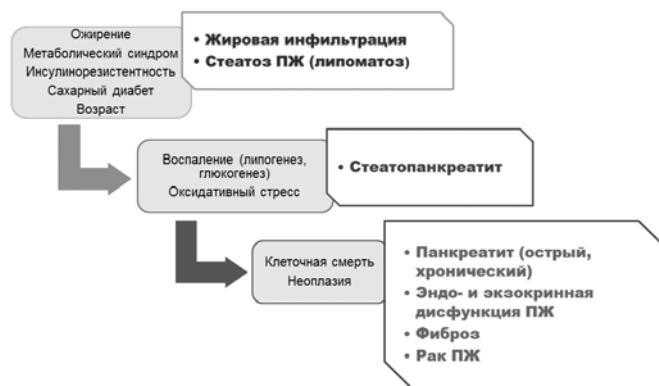 Ожирение
Метаболический синдром
Инсулинорезистентность
Сахарный диабет
Возраст
• Жировая инфильтрация
• Стеатоз ПЖ (липоматоз)
Воспаление (липогенез,
глюкогенез)
Оксидативный стресс
• Стеатопанкреатит
Клеточная смерть
Неоплазия
• Панкреатит (острый,
хронический)
• Эндо- и экзокринная
дисфункция ПЖ
• Фиброз
• Рак ПЖ